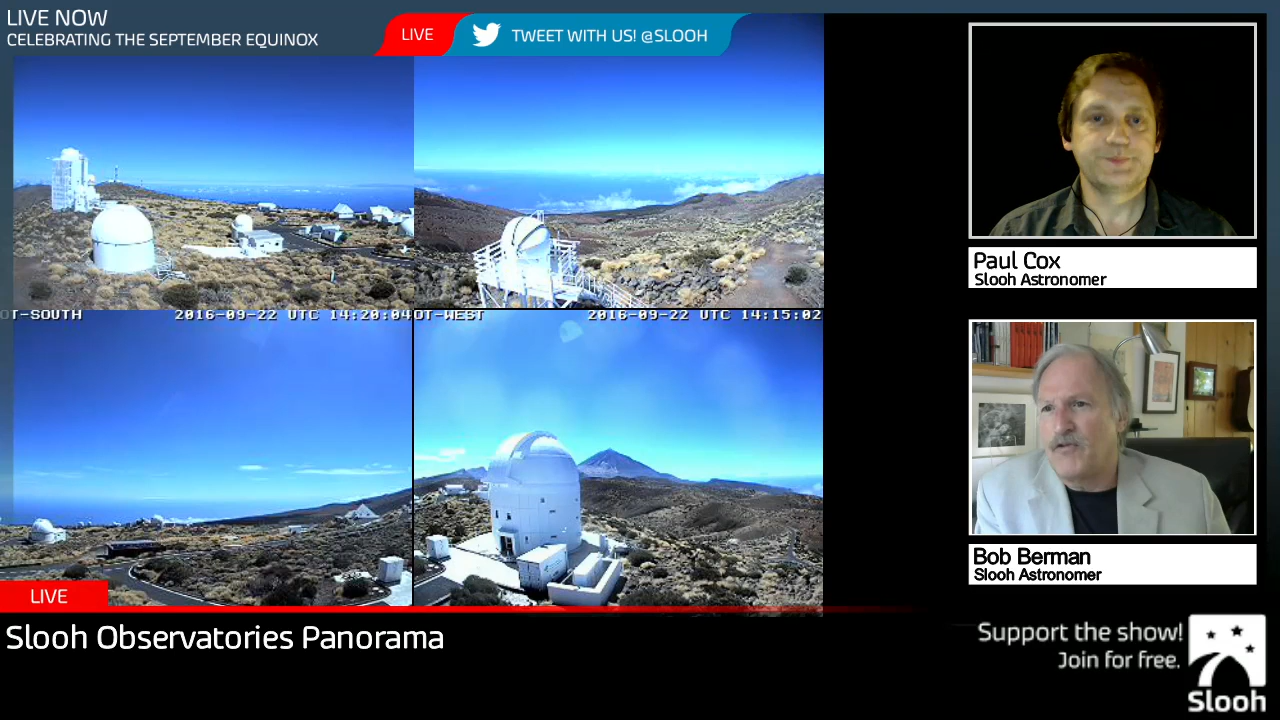 LIVE NOW
CELEBRATING THE SEPTEMBER EQUINOX
LIVE
TWEET WITH US! @SLOOH
OT-SOUTH
2016-09-22 UTC 14:20:04
OT-WEST
2016-09-22 UTC 14:15:02
Paul Cox
Slooh Astronomer
Bob Berman
Slooh Astronomer
LIVE
Slooh Observatories Panorama
Support the show!
Join for free.
Slooh